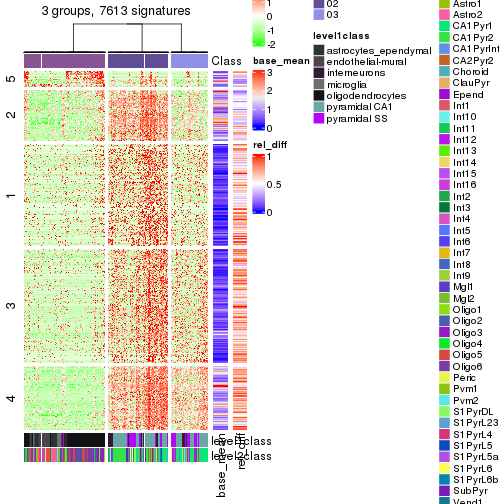 3 groups, 7613 signatures
5
2
1
3
4
Class
base_mean
rel_diff
level1class
level2class
1
0
-1
-2
base_mean
3
2
1
0
rel_diff
1
0.5
0
02
03
level1class
astrocytes_ependymal
endothelial-mural
interneurons
microglia
oligodendrocytes
pyramidal CA1
pyramidal SS
Astro1
Astro2
CA1Pyr1
CA1Pyr2
CA1PyrInt
CA2Pyr2
Choroid
ClauPyr
Epend
Int1
Int10
Int11
Int12
Int13
Int14
Int15
Int16
Int2
Int3
Int4
Int5
Int6
Int7
Int8
Int9
Mgl1
Mgl2
Oligo1
Oligo2
Oligo3
Oligo4
Oligo5
Oligo6
Peric
Pvm1
Pvm2
S1PyrDL
S1PyrL23
S1PyrL4
S1PyrL5
S1PyrL5a
S1PyrL6
S1PyrL6b
SubPyr
Vend1